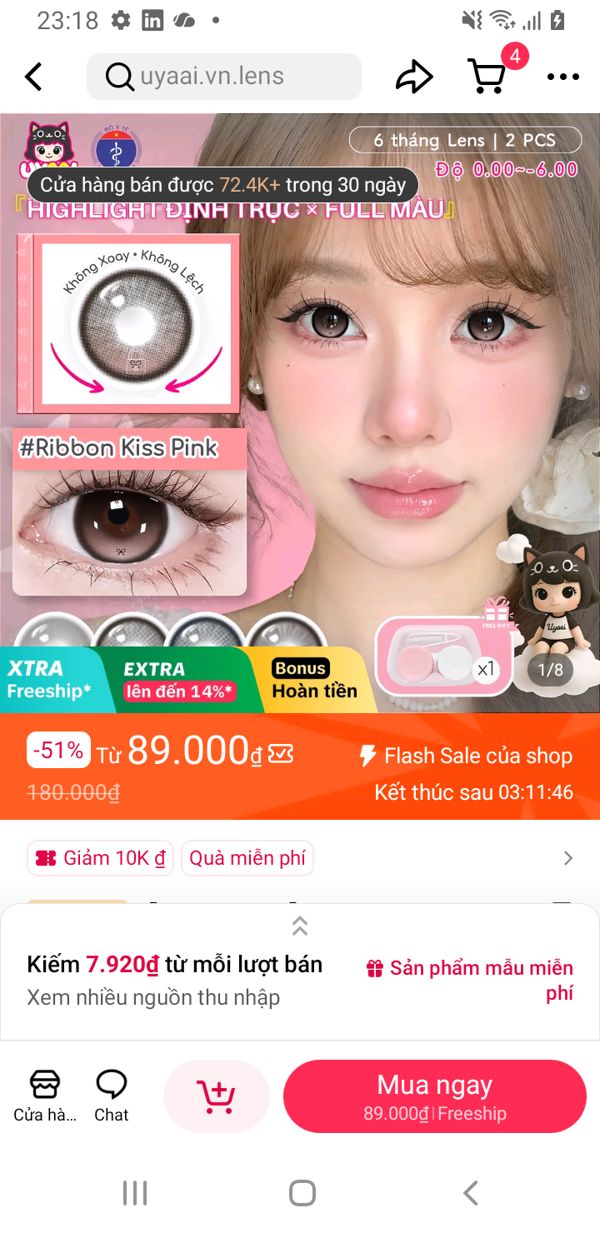 23:18
uyaai.vn.lens
4
BỘ Y TẾ
6 tháng Lens | 2 PCS
Độ 0.00~-6.00
Cửa hàng bán được 72.4K+ trong 30 ngày
『HIGHLIGHT ĐỊNH TRỤC × FULL MÀU』
Không Xoay • Không Lệch
#Ribbon Kiss Pink
FREE GIFT
x1
Uyaai
1/8
XTRA
Freeship*
EXTRA
lên đến 14%*
Bonus
Hoàn tiền
-51% Từ 89.000₫
Flash Sale của shop
180.000₫
Kết thúc sau 03:11:46
Giảm 10K ₫
Quà miễn phí
Kiếm 7.920₫ từ mỗi lượt bán
Xem nhiều nguồn thu nhập
Sản phẩm mẫu miễn
phí
Cửa hà...
Chat
Mua ngay
89.000₫ | Freeship